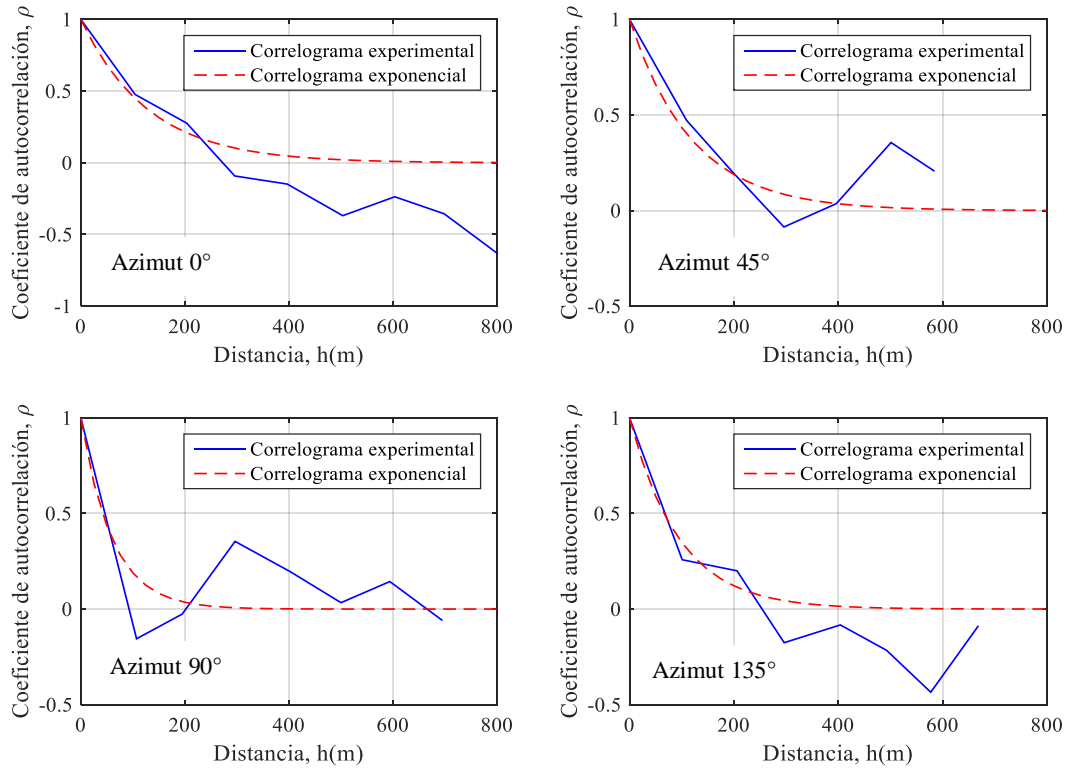 Coeficiente de autocorrelación, ρ
1
0.5
0
-0.5
-1
Correlograma experimental
Correlograma exponencial
Azimut 0°
0
200
400
600
800
Distancia, h(m)
Coeficiente de autocorrelación, ρ
1
0.5
0
-0.5
Correlograma experimental
Correlograma exponencial
Azimut 45°
0
200
400
600
800
Distancia, h(m)
Coeficiente de autocorrelación, ρ
1
0.5
0
-0.5
Correlograma experimental
Correlograma exponencial
Azimut 90°
0
200
400
600
800
Distancia, h(m)
Coeficiente de autocorrelación, ρ
1
0.5
0
-0.5
Correlograma experimental
Correlograma exponencial
Azimut 135°
0
200
400
600
800
Distancia, h(m)